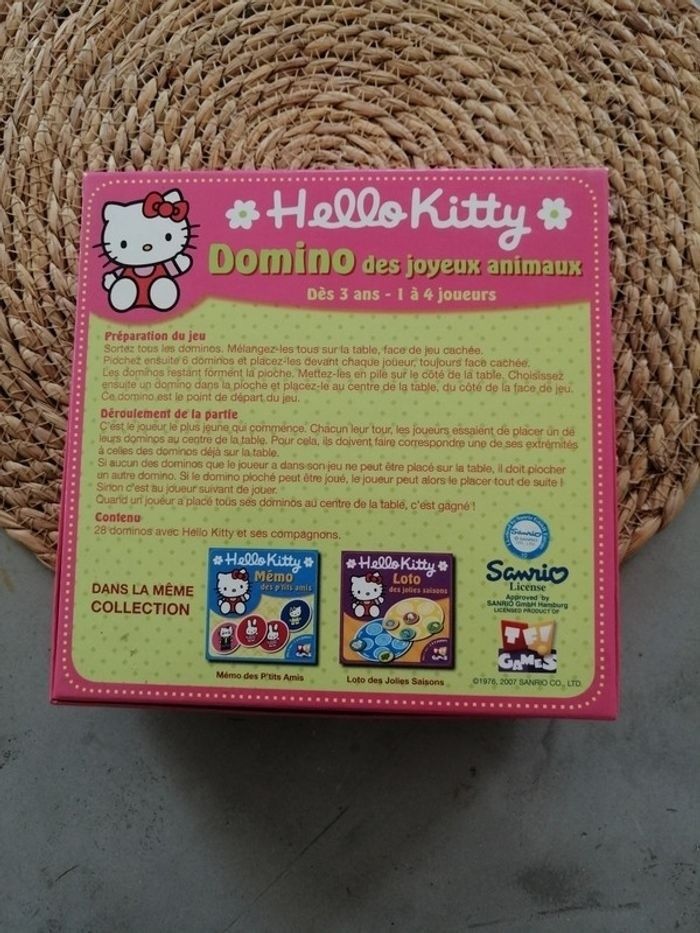 Hello Kitty
Domino des joyeux animaux
Dès 3 ans - 1 à 4 joueurs
Préparation du jeu
Sortez tous les dominos. Mélangez-les tous sur la table, face de jeu cachée.
Piochez ensuite 6 dominos et placez-les devant chaque joueur, toujours face cachée.
Les dominos restant forment la pioche. Mettez-les en pile sur le côté de la table. Choisissez
ensuite un domino dans la pioche et placez-le au centre de la table, du côté de la face de jeu.
Ce domino est le point de départ du jeu.
Déroulement de la partie
C'est le joueur le plus jeune qui commence. Chacun leur tour, les joueurs essaient de placer un de
leurs dominos au centre de la table. Pour cela, ils doivent faire correspondre une de ses extrémités
à celles des dominos déjà sur la table.
Si aucun des dominos que le joueur a dans son jeu ne peut être placé sur la table, il doit piocher
un autre domino. Si le domino pioché peut être joué, le joueur peut alors le placer tout de suite !
Sinon c'est au joueur suivant de jouer.
Quand un joueur a placé tous ses dominos au centre de la table, c'est gagné !
Contenu
28 dominos avec Hello Kitty et ses compagnons.
DANS LA MÊME
COLLECTION
Hello Kitty
Mémo
des p'tits amis
Mémo des P'tits Amis
Hello Kitty
Loto
des jolies saisons
Loto des Jolies Saisons
Sanrio
Sanrio
License
Approved by
SANRIO GmbH Hamburg
LICENSED PRODUCT OF
TF1
GAMES
©1976, 2007 SANRIO CO., LTD.